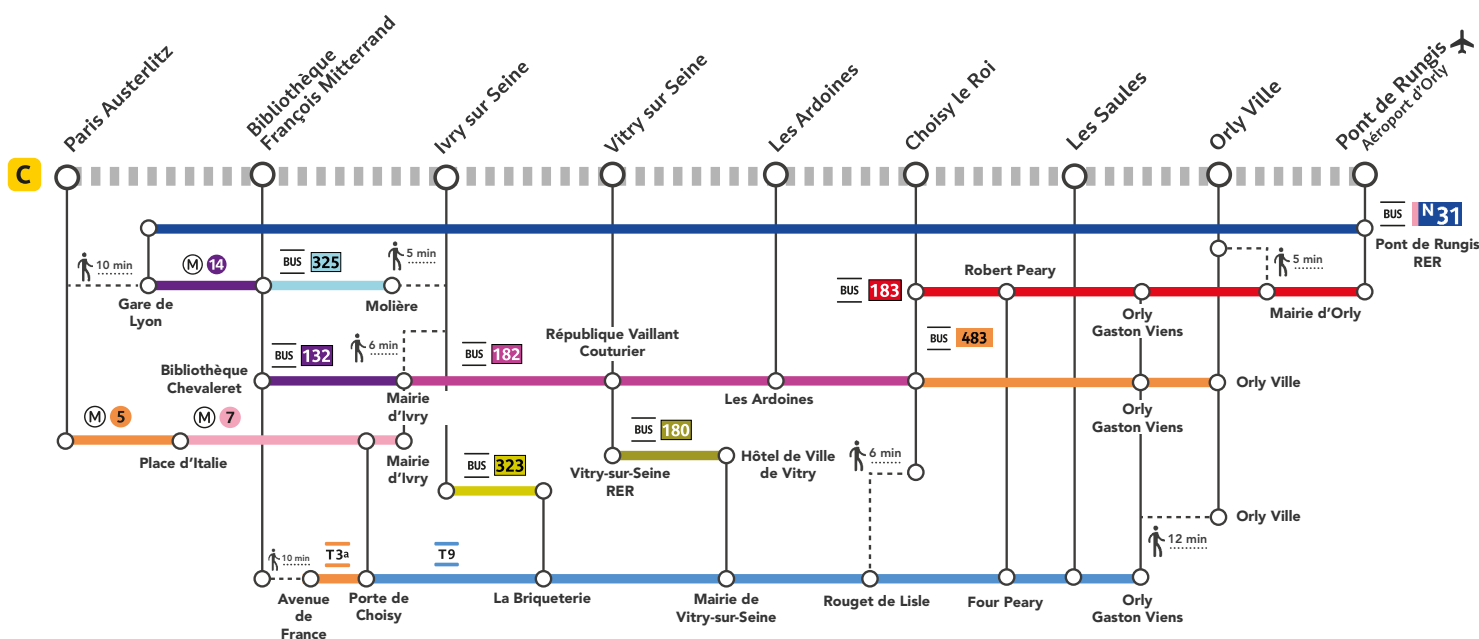 Paris Austerlitz
Bibliothèque
François Mitterrand
Ivry sur Seine
Vitry sur Seine
Les Ardoines
Choisy le Roi
Les Saules
Orly Ville
Pont de Rungis
Aéroport d'Orly
C
BUS N31
Pont de Rungis
RER
10 min
M 14
BUS 325
5 min
5 min
Gare de
Lyon
Molière
BUS 183
Robert Peary
Orly
Gaston Viens
Mairie d'Orly
BUS 132
6 min
BUS 182
République Vaillant
Couturier
BUS 483
Bibliothèque
Chevaleret
Mairie
d'Ivry
Les Ardoines
Orly
Gaston Viens
Orly Ville
M 5
M 7
Place d'Italie
Mairie
d'Ivry
BUS 323
BUS 180
Vitry-sur-Seine
RER
Hôtel de Ville
de Vitry
6 min
Orly Ville
12 min
10 min
T3a
T9
Avenue
de
France
Porte de
Choisy
La Briqueterie
Mairie de
Vitry-sur-Seine
Rouget de Lisle
Four Peary
Orly
Gaston Viens